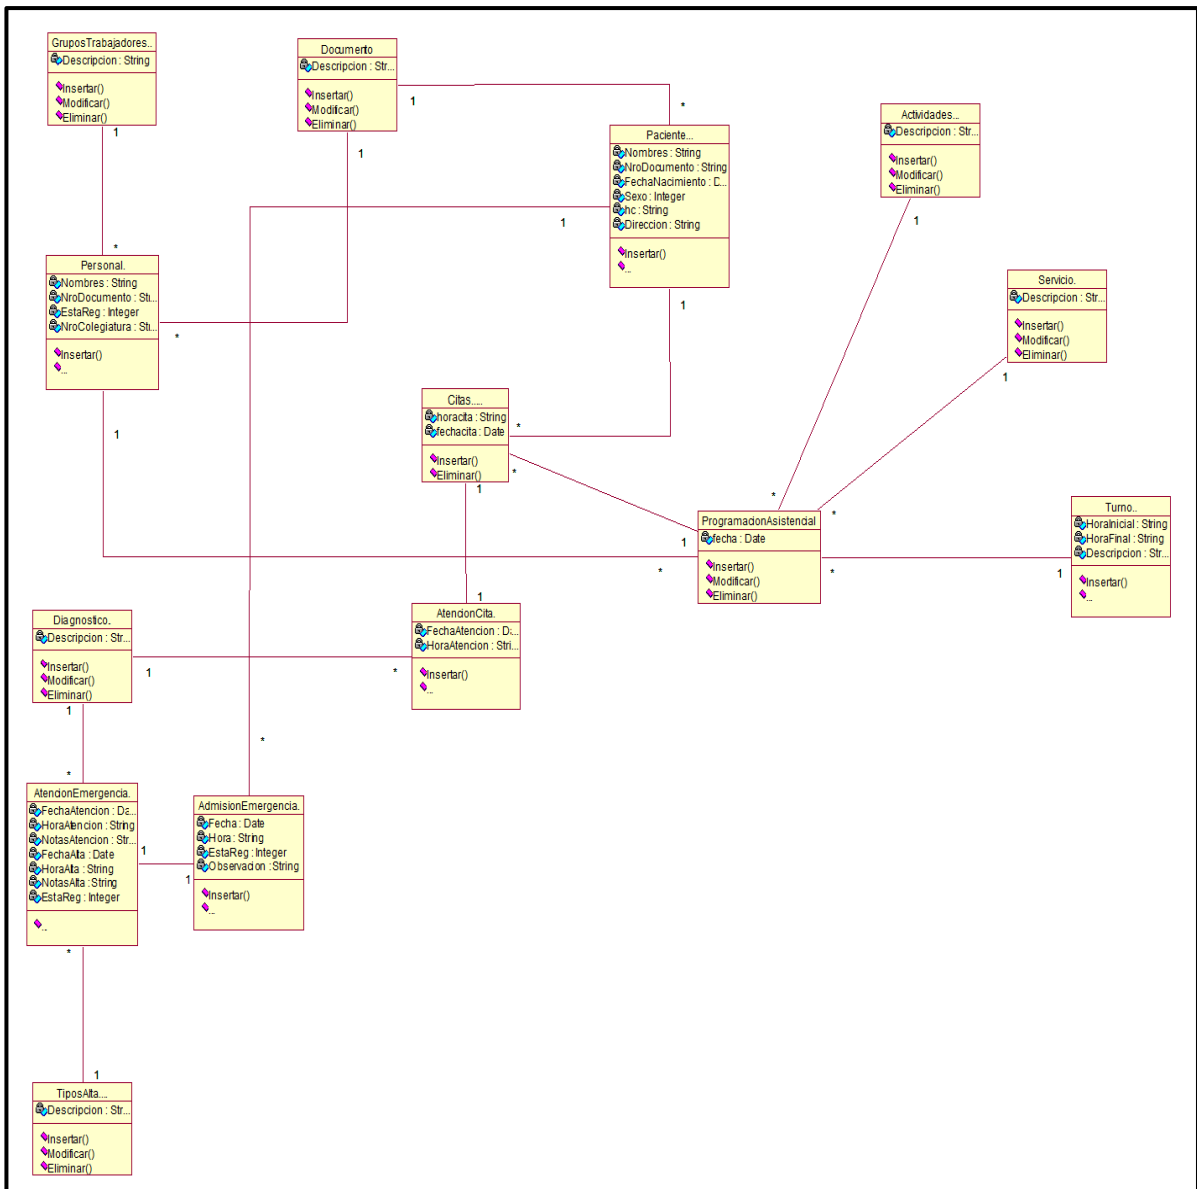 GruposTrabajadores..
Descripcion : String
Insertar()
Modificar()
Eliminar()
1
Documento
Descripcion : Str...
Insertar()
Modificar()
Eliminar()
1
1
*
Paciente...
Nombres : String
NroDocumento : String
FechaNacimiento : D...
Sexo : Integer
hc : String
Direccion : String
Insertar()
...
1
1
Actividades...
Descripcion : Str...
Insertar()
Modificar()
Eliminar()
1
*
Personal.
Nombres : String
NroDocumento : Stri...
EstaReg : Integer
NroColegiatura : Stri...
Insertar()
...
*
1
Servicio.
Descripcion : Str...
Insertar()
Modificar()
Eliminar()
1
Citas.....
horacita : String
fechacita : Date
Insertar()
Eliminar()
*
*
1
ProgramacionAsistencial
fecha : Date
Insertar()
Modificar()
Eliminar()
*
*
1
*
*
Turno..
HoraInicial : String
HoraFinal : String
Descripcion : Str...
Insertar()
...
1
1
AtencionCita.
FechaAtencion : Da...
HoraAtencion : Stri...
Insertar()
...
*
Diagnostico.
Descripcion : Str...
Insertar()
Modificar()
Eliminar()
1
1
*
*
AtencionEmergencia.
FechaAtencion : Da...
HoraAtencion : String
NotasAtencion : Str...
FechaAlta : Date
HoraAlta : String
NotasAlta : String
EstaReg : Integer
...
1
1
*
AdmisionEmergencia.
Fecha : Date
Hora : String
EstaReg : Integer
Observacion : String
Insertar()
...
1
TiposAlta....
Descripcion : Str...
Insertar()
Modificar()
Eliminar()